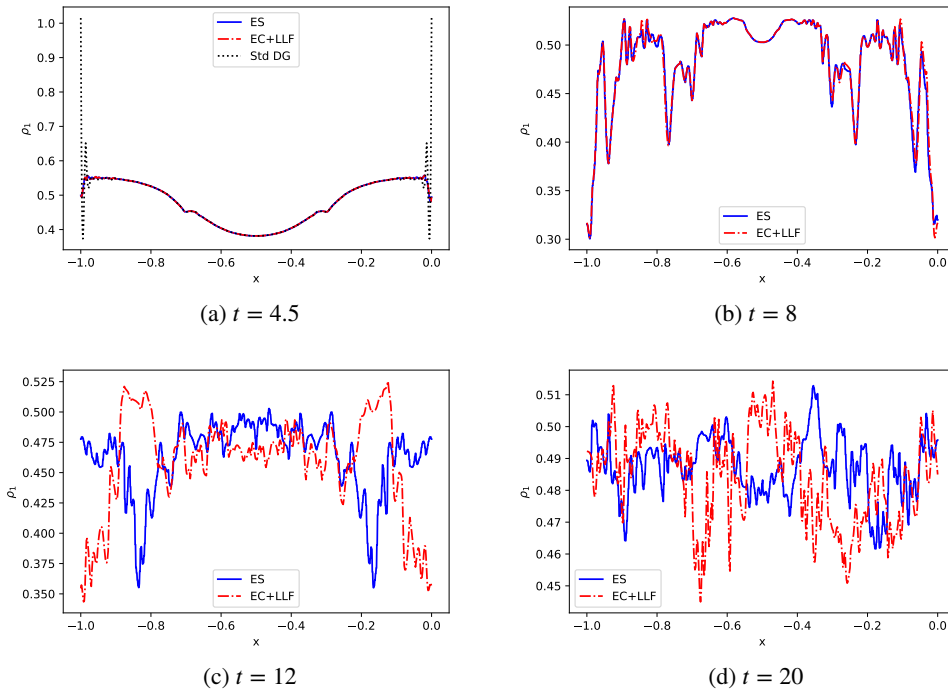 1.0
0.9
0.8
0.7
0.6
0.5
0.4
ρ1
ES
EC+LLF
Std DG
−1.0 −0.8 −0.6 −0.4 −0.2 0.0
x
(a) t = 4.5
0.50
0.45
0.40
0.35
0.30
ρ1
ES
EC+LLF
−1.0 −0.8 −0.6 −0.4 −0.2 0.0
x
(b) t = 8
0.525
0.500
0.475
0.450
0.425
0.400
0.375
0.350
ρ1
ES
EC+LLF
−1.0 −0.8 −0.6 −0.4 −0.2 0.0
x
(c) t = 12
0.51
0.50
0.49
0.48
0.47
0.46
0.45
ρ1
ES
EC+LLF
−1.0 −0.8 −0.6 −0.4 −0.2 0.0
x
(d) t = 20